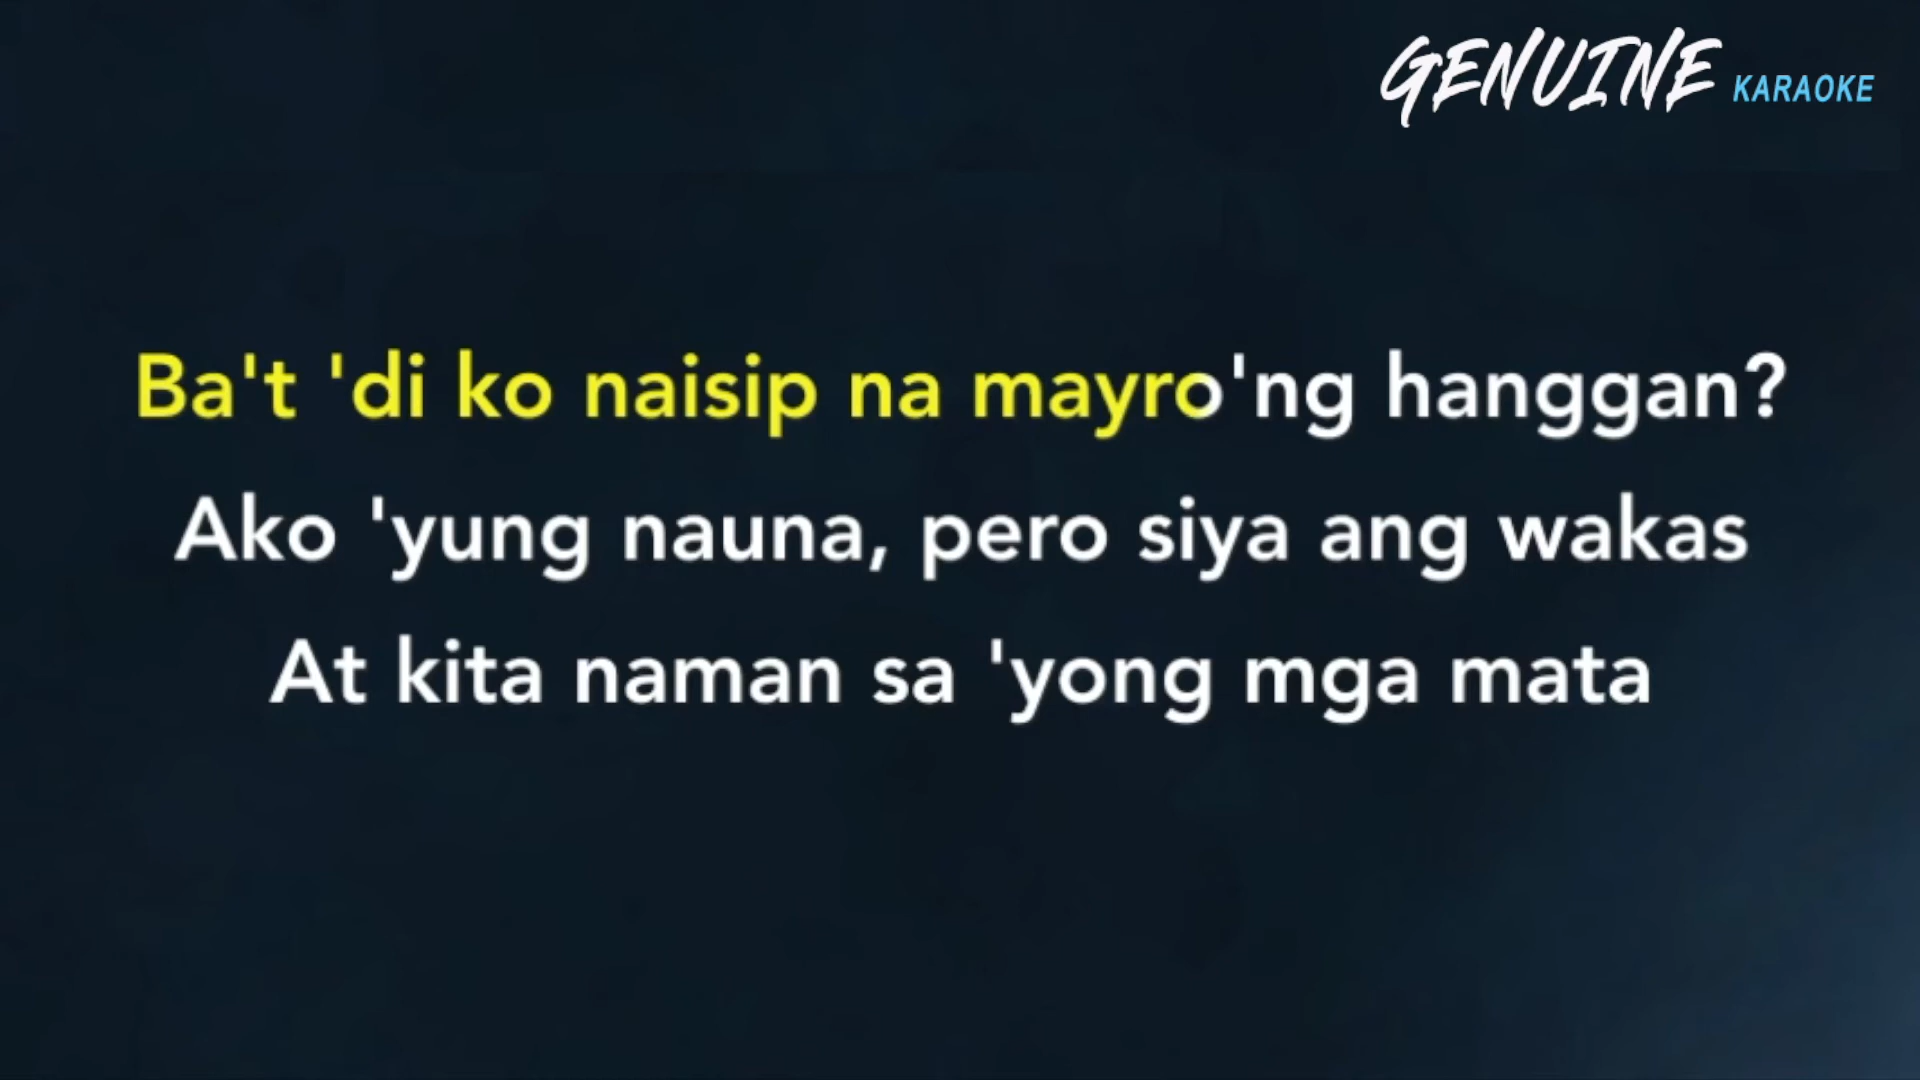 GENUINE KARAOKE
Ba't 'di ko naisip na mayro'ng hanggan?
Ako 'yung nauna, pero siya ang wakas
At kita naman sa 'yong mga mata